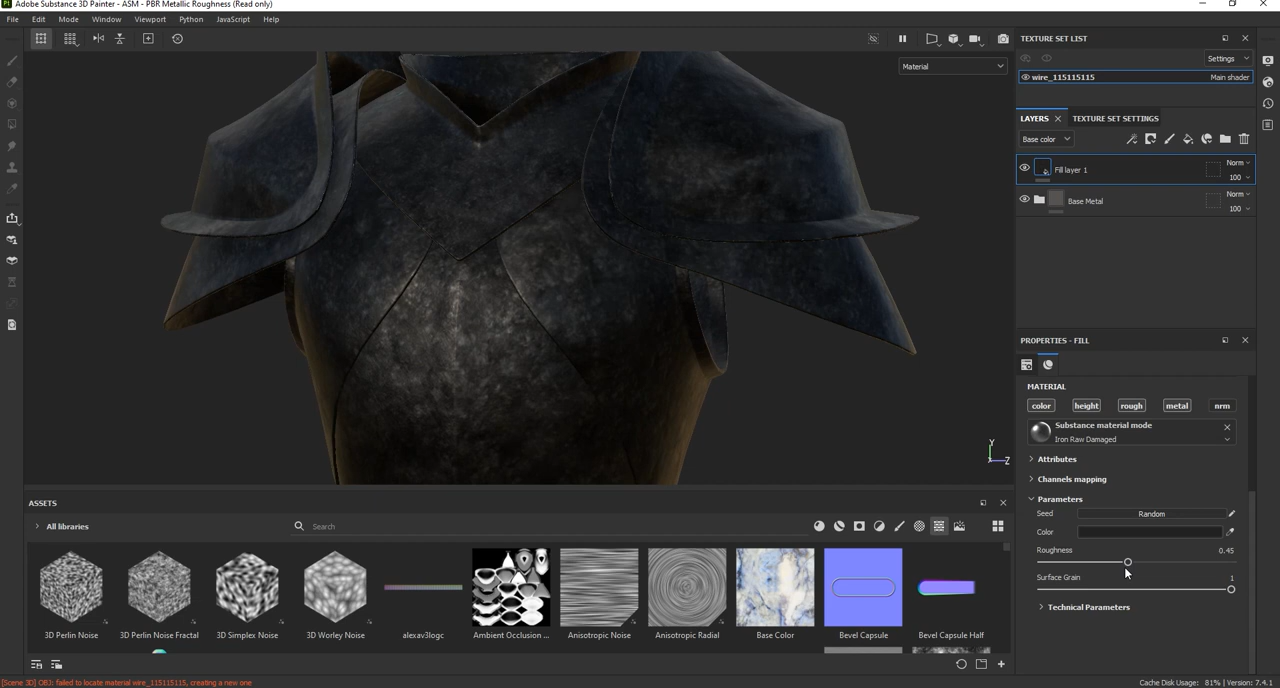 Adobe Substance 3D Painter - ASM - PBR Metallic Roughness (Read only)
File Edit Mode Window Viewport Python JavaScript Help
Material
TEXTURE SET LIST
Settings
wire_115115115 Main shader
LAYERS TEXTURE SET SETTINGS
Base color
Fill layer 1 Norm
100
Base Metal Norm
100
PROPERTIES - FILL
MATERIAL
color height rough metal nrm
Substance material mode
Iron Raw Damaged
Attributes
Channels mapping
Parameters
Seed Random
Color
Roughness 0.45
Surface Grain 1
Technical Parameters
Y
Z
ASSETS
All libraries Search
3D Perlin Noise 3D Perlin Noise Fractal 3D Simplex Noise 3D Worley Noise alexav3logc Ambient Occlusion ... Anisotropic Noise Anisotropic Radial Base Color Bevel Capsule Bevel Capsule Half
[Scene 3D] OBJ: failed to locate material wire_115115115, creating a new one
Cache Disk Usage: 81% | Version: 7.4.1